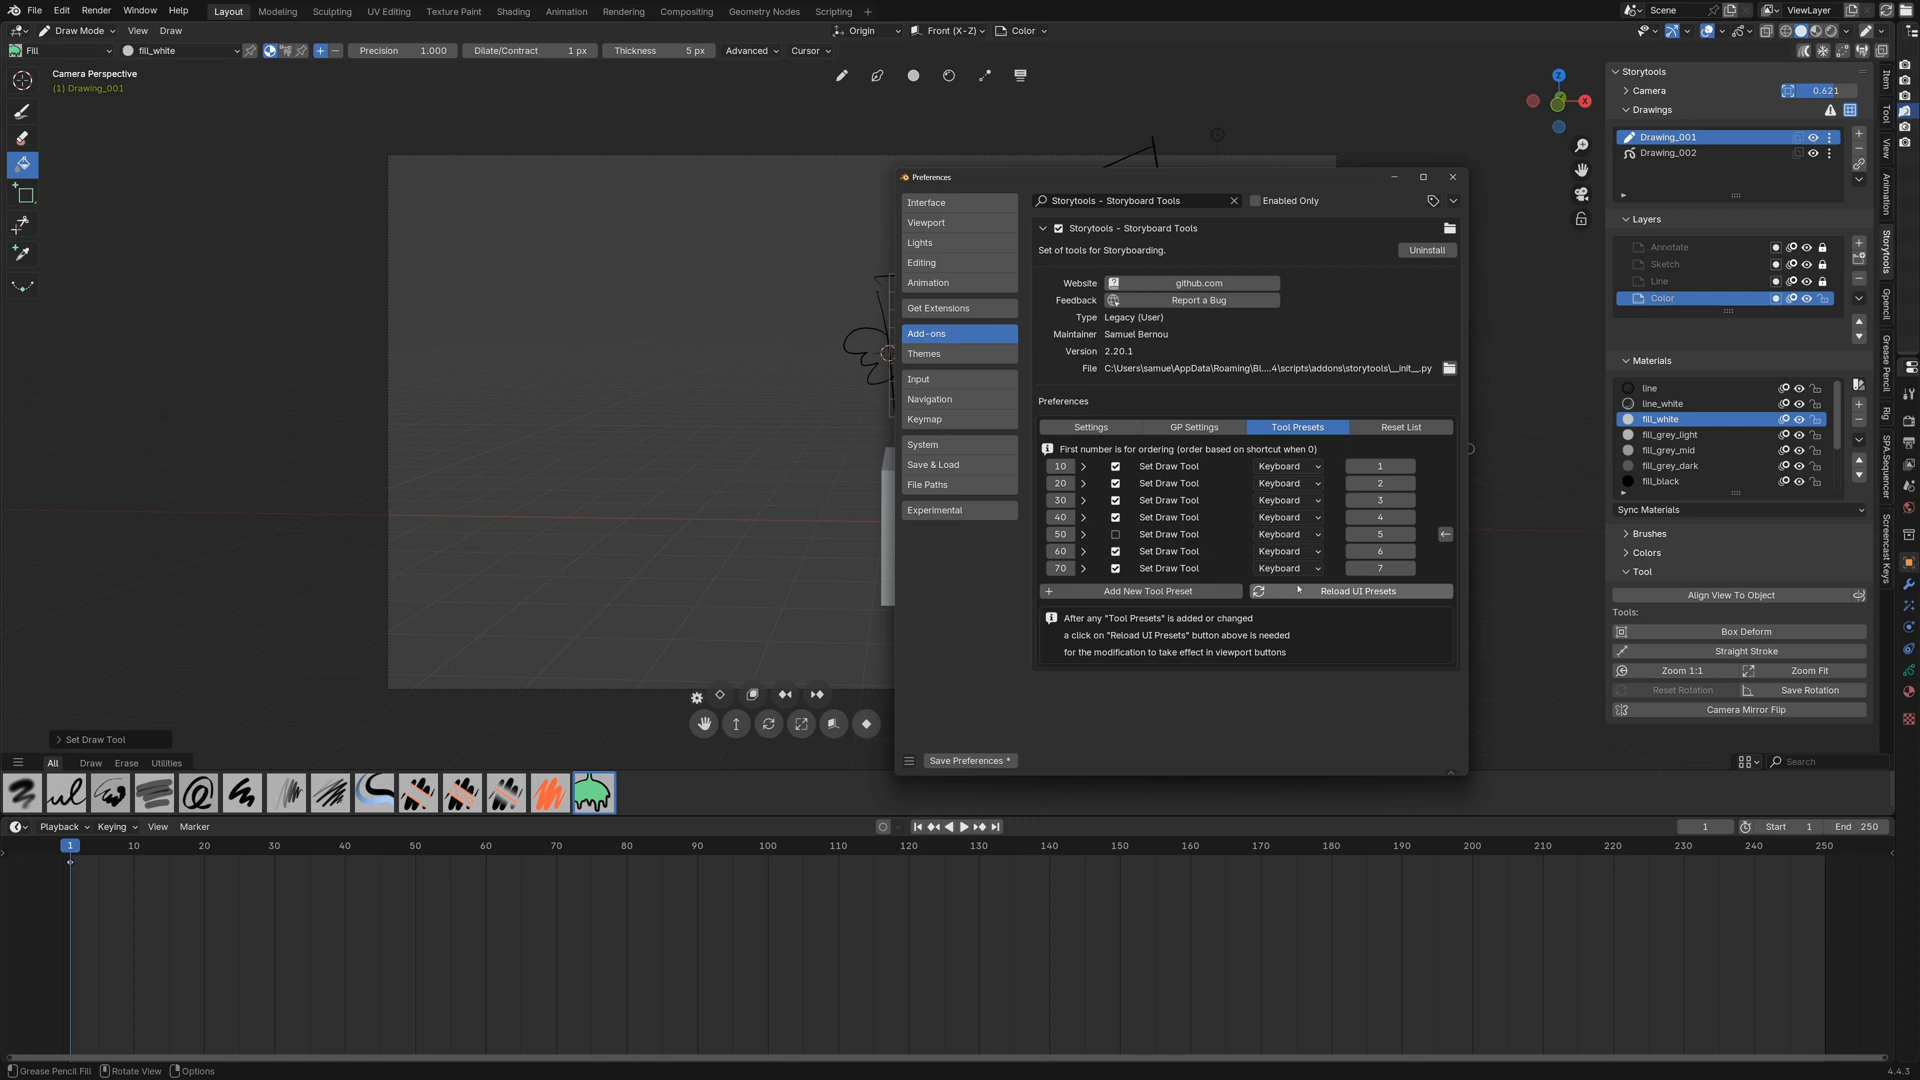 File Edit Render Window Help Layout Modeling Sculpting UV Editing Texture Paint Shading Animation Rendering Compositing Geometry Nodes Scripting + Scene ViewLayer
Draw Mode View Draw Origin Front (X-Z) Color
Fill fill_white Precision 1.000 Dilate/Contract 1 px Thickness 5 px Advanced Cursor
Camera Perspective
(1) Drawing_001
Z
X
Storytools
Camera 0.621
Drawings
Drawing_001
Drawing_002
Layers
Annotate
Sketch
Line
Color
Materials
line
line_white
fill_white
fill_grey_light
fill_grey_mid
fill_grey_dark
fill_black
Sync Materials
Brushes
Colors
Tool
Align View To Object
Tools:
Box Deform
Straight Stroke
Zoom 1:1 Zoom Fit
Reset Rotation Save Rotation
Camera Mirror Flip
Item
Tool
View
Animation
Storytools
Gpencil
Grease Pencil
Rig
SPA.Sequencer
Screencast Keys
Preferences
Interface
Viewport
Lights
Editing
Animation
Get Extensions
Add-ons
Themes
Input
Navigation
Keymap
System
Save & Load
File Paths
Experimental
Save Preferences *
Storytools - Storyboard Tools Enabled Only
Storytools - Storyboard Tools
Set of tools for Storyboarding. Uninstall
Website github.com
Feedback Report a Bug
Type Legacy (User)
Maintainer Samuel Bernou
Version 2.20.1
File C:\Users\samue\AppData\Roaming\Bl....4\scripts\addons\storytools\__init__.py
Preferences
Settings GP Settings Tool Presets Reset List
First number is for ordering (order based on shortcut when 0)
10 Set Draw Tool Keyboard 1
20 Set Draw Tool Keyboard 2
30 Set Draw Tool Keyboard 3
40 Set Draw Tool Keyboard 4
50 Set Draw Tool Keyboard 5
60 Set Draw Tool Keyboard 6
70 Set Draw Tool Keyboard 7
+ Add New Tool Preset Reload UI Presets
After any "Tool Presets" is added or changed
a click on "Reload UI Presets" button above is needed
for the modification to take effect in viewport buttons
Set Draw Tool
All Draw Erase Utilities Search
Playback Keying View Marker 1 Start 1 End 250
1 10 20 30 40 50 60 70 80 90 100 110 120 130 140 150 160 170 180 190 200 210 220 230 240 250
Grease Pencil Fill Rotate View Options 4.4.3